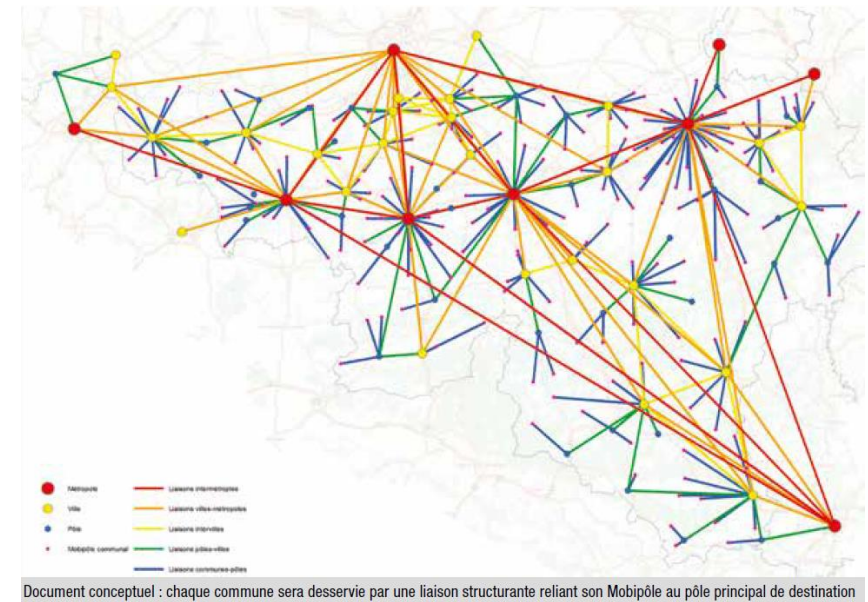 Métropole
Liaisons intermétropoles
Ville
Liaisons villes-métropoles
Pôle
Liaisons intervilles
Mobipôle communal
Liaisons pôles-villes
Liaisons communes-pôles
Document conceptuel : chaque commune sera desservie par une liaison structurante reliant son Mobipôle au pôle principal de destination